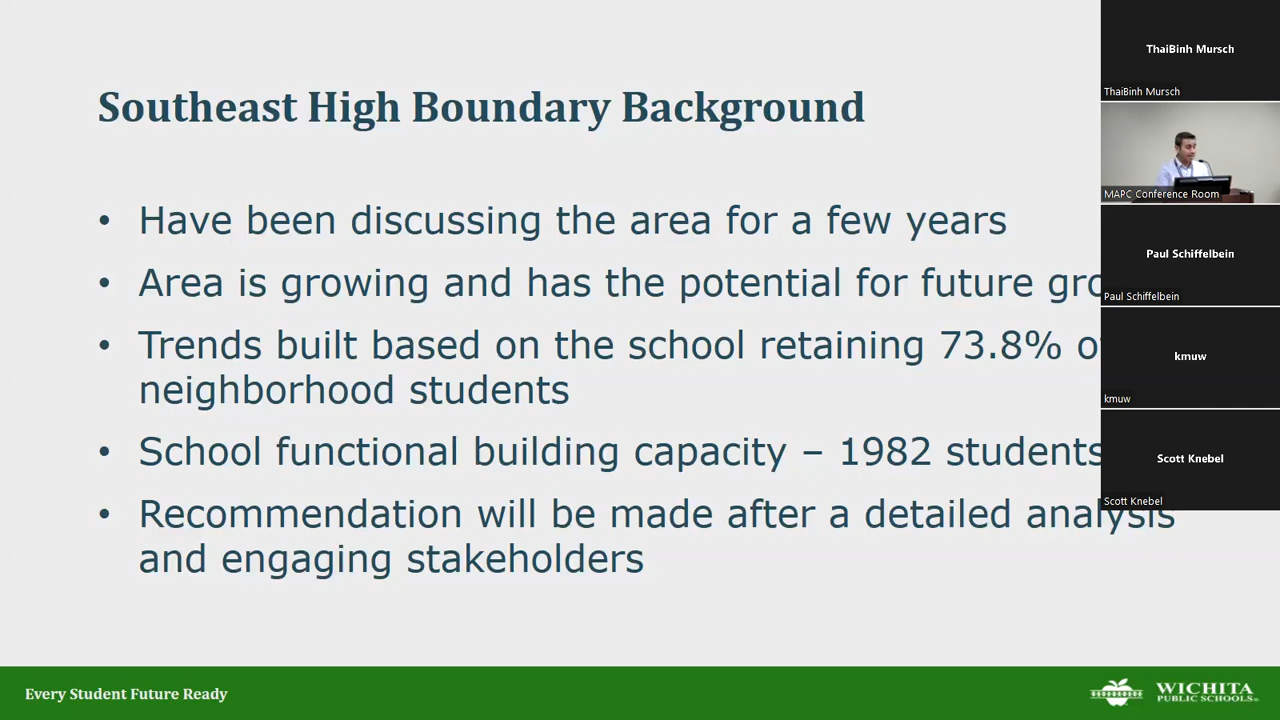 Southeast High Boundary Background
• Have been discussing the area for a few years
• Area is growing and has the potential for future
• Trends built based on the school retaining 73.8%
neighborhood students
• School functional building capacity – 1982 students
• Recommendation will be made after a detailed analysis
and engaging stakeholders
Every Student Future Ready
WICHITA
PUBLIC SCHOOLS
ThaiBinh Mursch
ThaiBinh Mursch
MAPC Conference Room
Paul Schiffelbein
Paul Schiffelbein
kmuw
kmuw
Scott Knebel
Scott Knebel